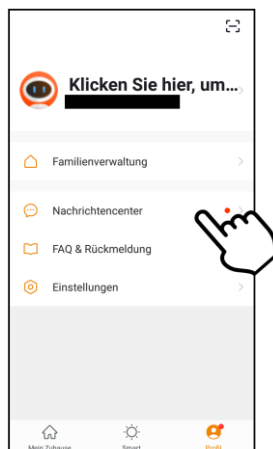 Klicken Sie hier, um...
Familienverwaltung
Nachrichtencenter
FAQ & Rückmeldung
Einstellungen
Mein Zuhause
Smart
Profil